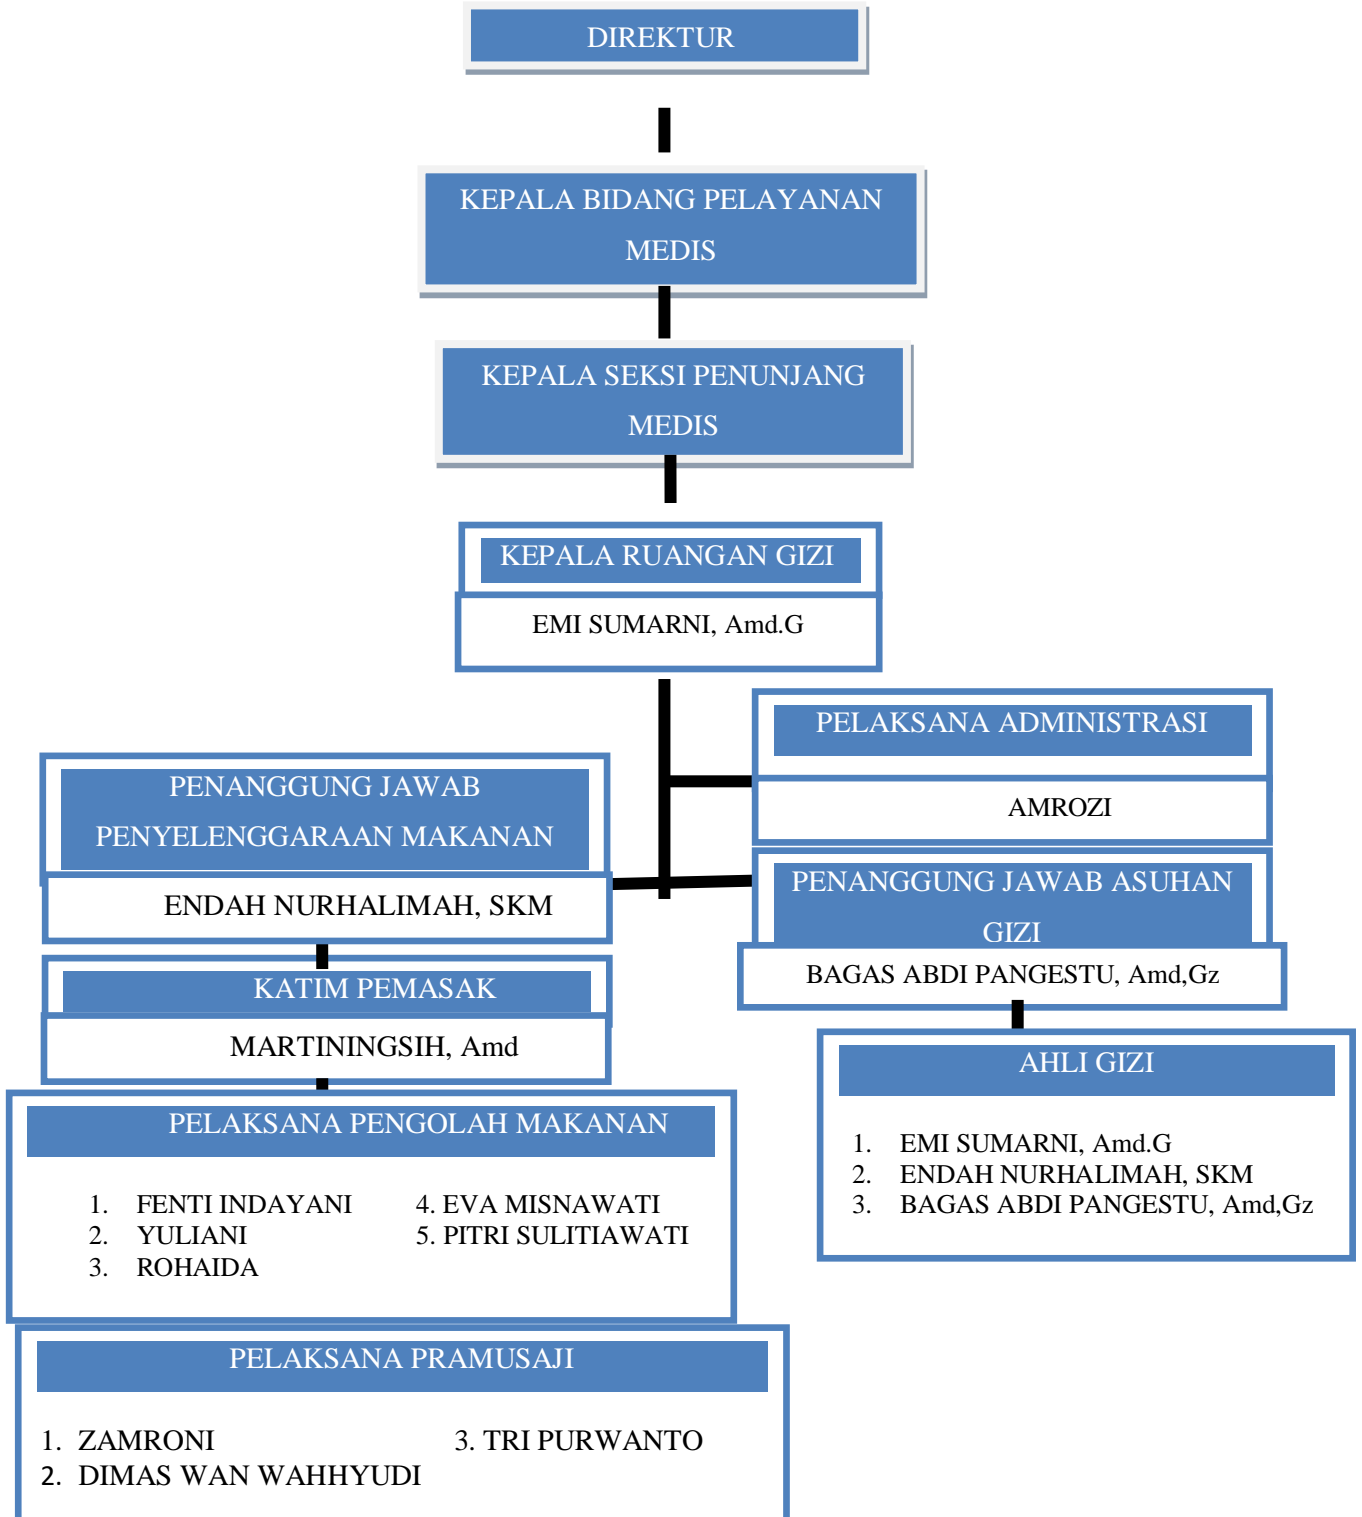 DIREKTUR
KEPALA BIDANG PELAYANAN
MEDIS
KEPALA SEKSI PENUNJANG
MEDIS
KEPALA RUANGAN GIZI
EMI SUMARNI, Amd.G
PELAKSANA ADMINISTRASI
AMROZI
PENANGGUNG JAWAB
PENYELENGGARAAN MAKANAN
ENDAH NURHALIMAH, SKM
PENANGGUNG JAWAB ASUHAN
GIZI
BAGAS ABDI PANGESTU, Amd,Gz
KATIM PEMASAK
MARTININGSIH, Amd
AHLI GIZI
1. EMI SUMARNI, Amd.G
2. ENDAH NURHALIMAH, SKM
3. BAGAS ABDI PANGESTU, Amd,Gz
PELAKSANA PENGOLAH MAKANAN
1. FENTI INDAYANI 4. EVA MISNAWATI
2. YULIANI 5. PITRI SULITIAWATI
3. ROHAIDA
PELAKSANA PRAMUSAJI
1. ZAMRONI 3. TRI PURWANTO
2. DIMAS WAN WAHHYUDI